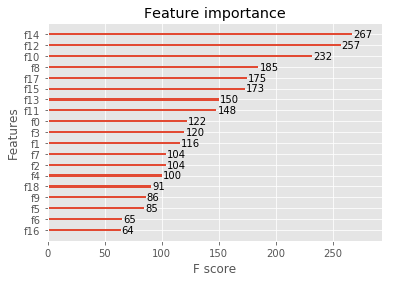 Feature importance
Features
f14 267
f12 257
f10 232
f8 185
f17 175
f15 173
f13 150
f11 148
f0 122
f3 120
f1 116
f7 104
f2 104
f4 100
f18 91
f9 86
f5 85
f6 65
f16 64
0 50 100 150 200 250
F score